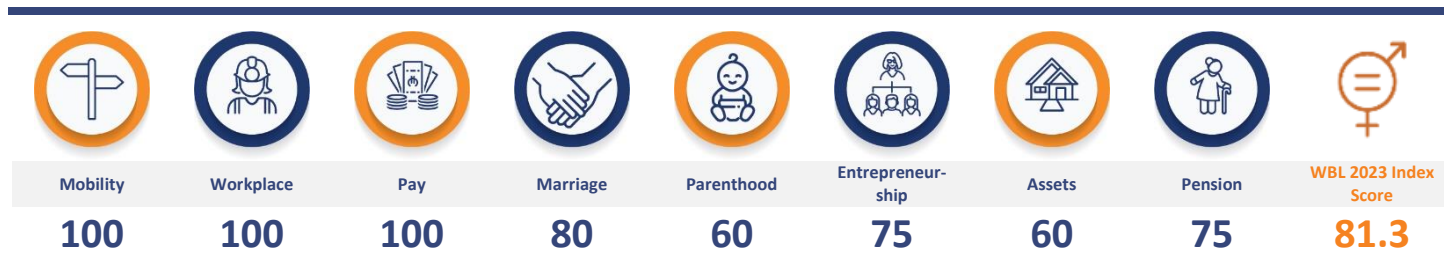 Mobility
Workplace
Pay
Marriage
Parenthood
Entrepreneur-
ship
Assets
Pension
WBL 2023 Index
Score
100
100
100
80
60
75
60
75
81.3